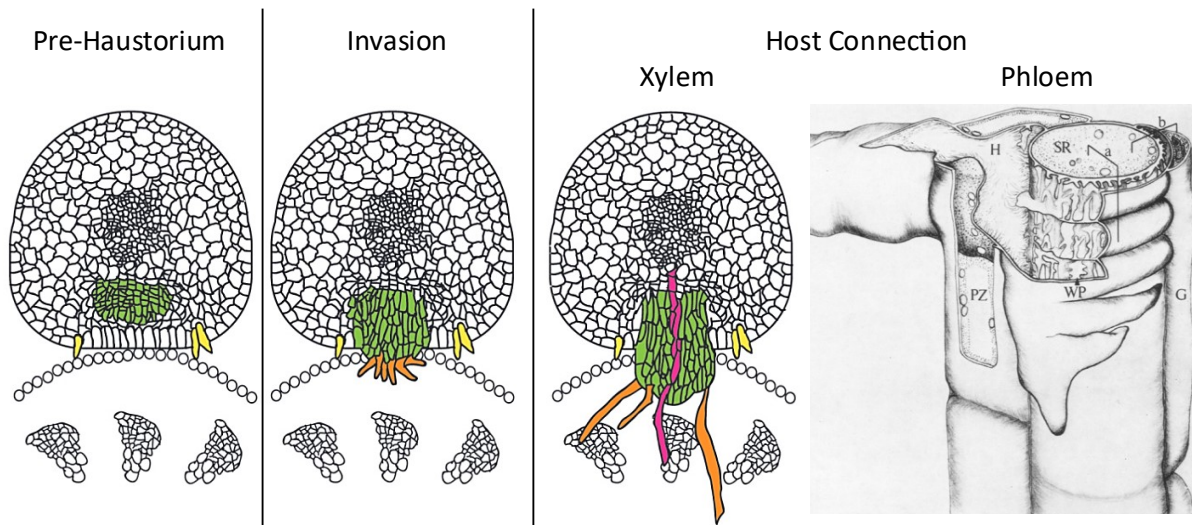 Pre-Haustorium
Invasion
Host Connection
Xylem
Phloem
H
SR
a
b
PZ
WP
G